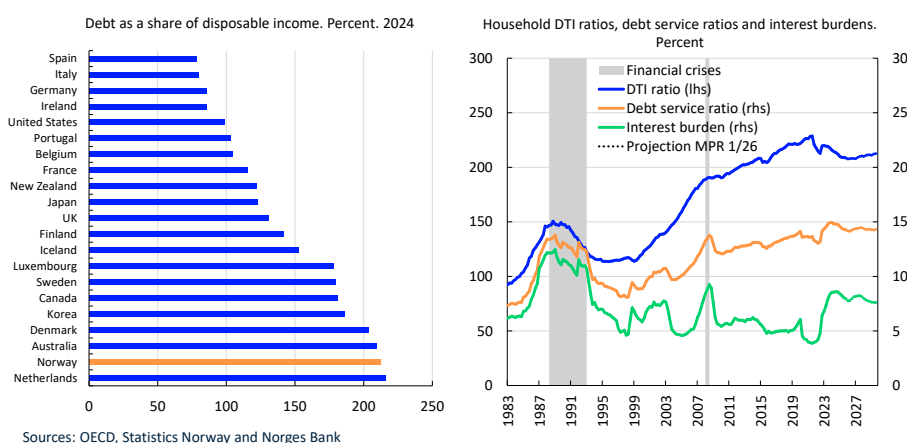 Debt as a share of disposable income. Percent. 2024
Spain
Italy
Germany
Ireland
United States
Portugal
Belgium
France
New Zealand
Japan
UK
Finland
Iceland
Luxembourg
Sweden
Canada
Korea
Denmark
Australia
Norway
Netherlands
0 50 100 150 200 250
Sources: OECD, Statistics Norway and Norges Bank
Household DTI ratios, debt service ratios and interest burdens.
Percent
300
250
200
150
100
50
0
Financial crises
DTI ratio (lhs)
Debt service ratio (rhs)
Interest burden (rhs)
Projection MPR 1/26
30
25
20
15
10
5
0
1983 1987 1991 1995 1999 2003 2007 2011 2015 2019 2023 2027